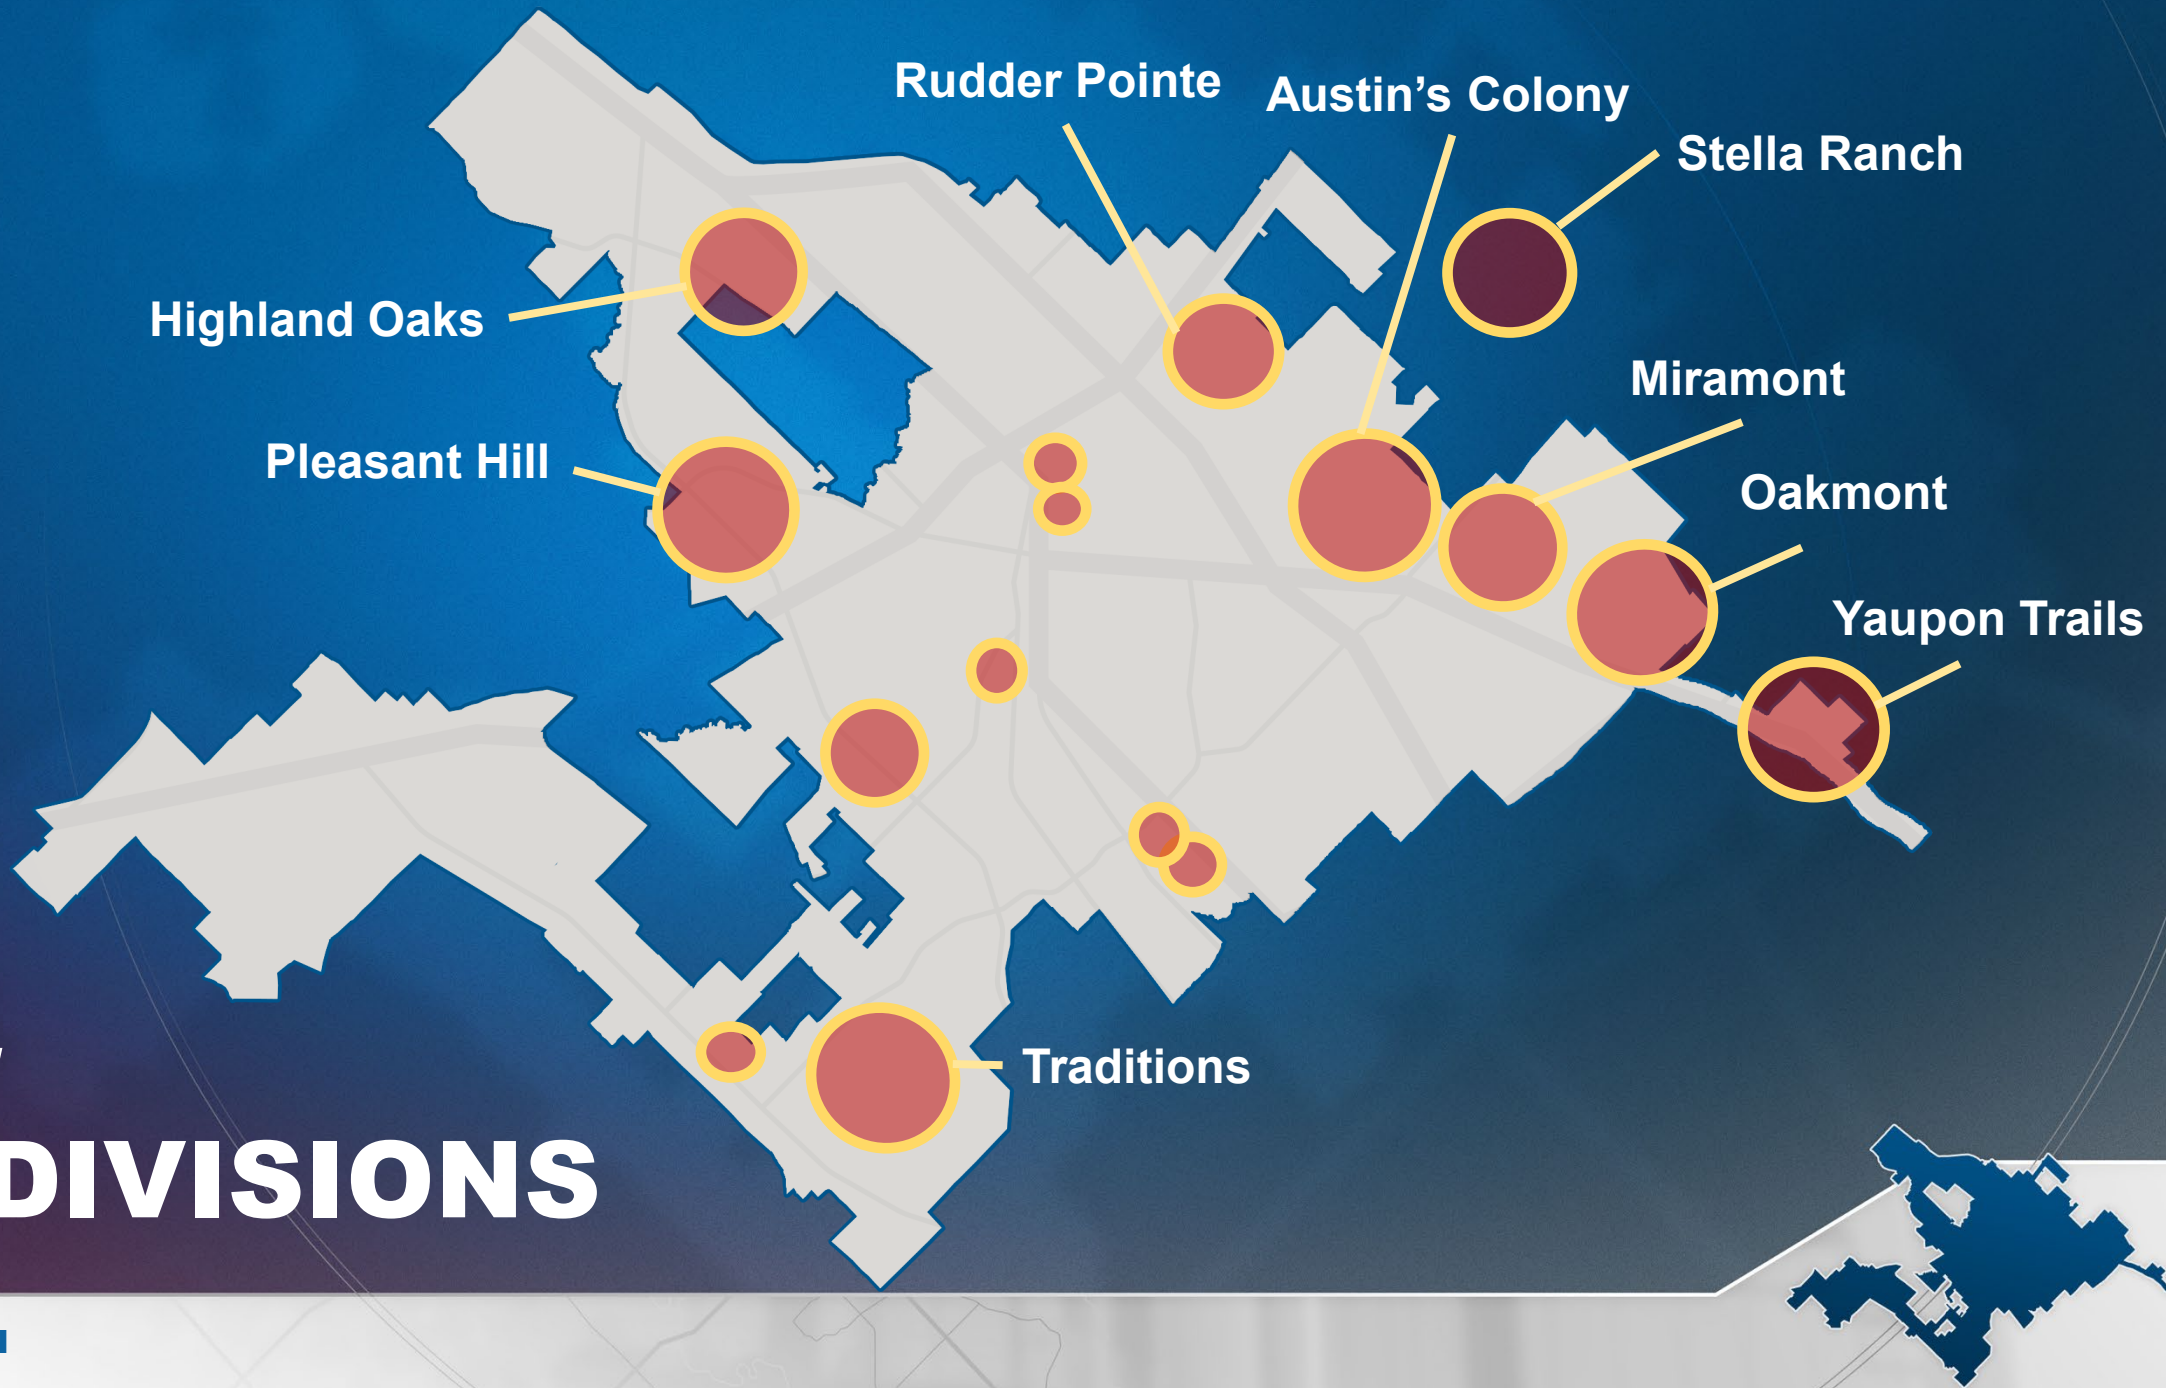 Rudder Pointe
Austin’s Colony
Stella Ranch
Highland Oaks
Miramont
Pleasant Hill
Oakmont
Yaupon Trails
Traditions
DIVISIONS